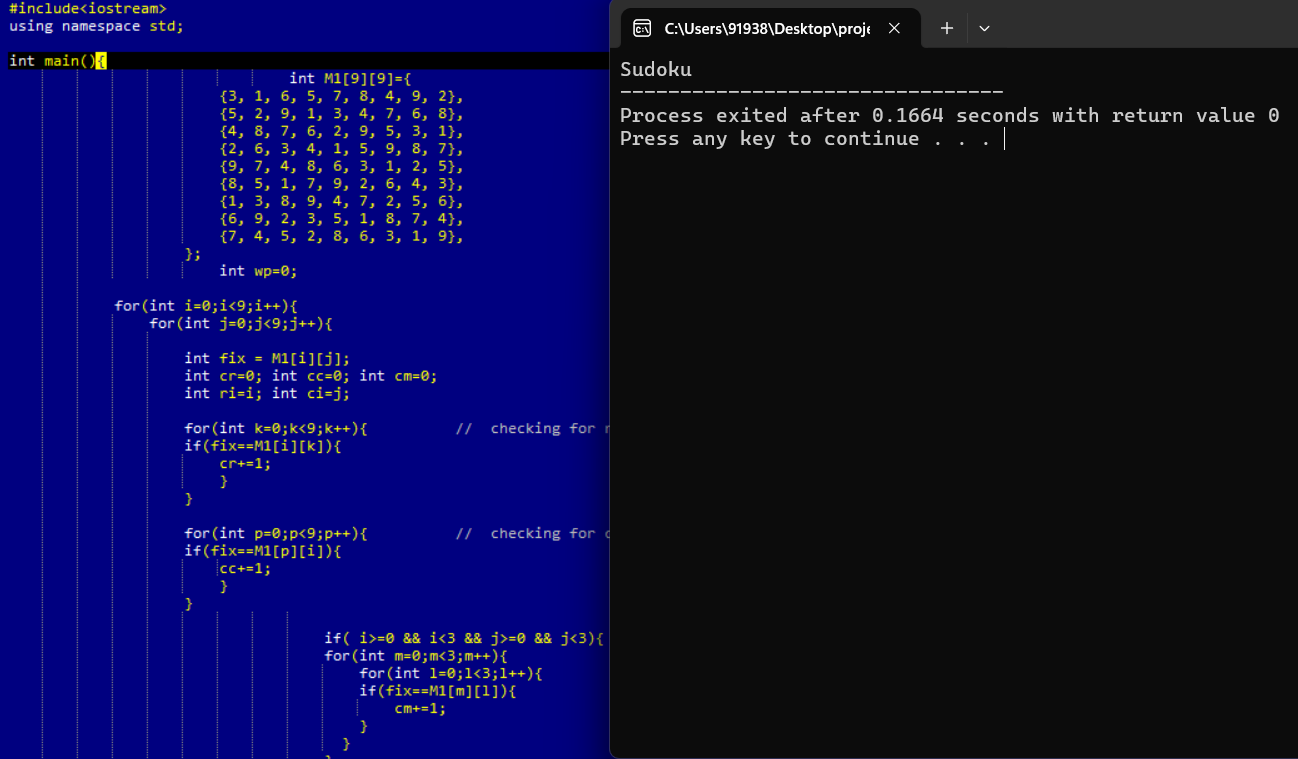 #include<iostream>
using namespace std;
int main(){
int M1[9][9]={
{3, 1, 6, 5, 7, 8, 4, 9, 2},
{5, 2, 9, 1, 3, 4, 7, 6, 8},
{4, 8, 7, 6, 2, 9, 5, 3, 1},
{2, 6, 3, 4, 1, 5, 9, 8, 7},
{9, 7, 4, 8, 6, 3, 1, 2, 5},
{8, 5, 1, 7, 9, 2, 6, 4, 3},
{1, 3, 8, 9, 4, 7, 2, 5, 6},
{6, 9, 2, 3, 5, 1, 8, 7, 4},
{7, 4, 5, 2, 8, 6, 3, 1, 9},
};
int wp=0;
for(int i=0;i<9;i++){
for(int j=0;j<9;j++){
int fix = M1[i][j];
int cr=0; int cc=0; int cm=0;
int ri=i; int ci=j;
for(int k=0;k<9;k++){ // checking for
if(fix==M1[i][k]){
cr+=1;
}
}
for(int p=0;p<9;p++){ // checking for
if(fix==M1[p][i]){
cc+=1;
}
}
if( i>=0 && i<3 && j>=0 && j<3){
for(int m=0;m<3;m++){
for(int l=0;l<3;l++){
if(fix==M1[m][l]){
cm+=1;
}
}
C:\Users\91938\Desktop\proje
Sudoku
--------------------------------
Process exited after 0.1664 seconds with return value 0
Press any key to continue . . .